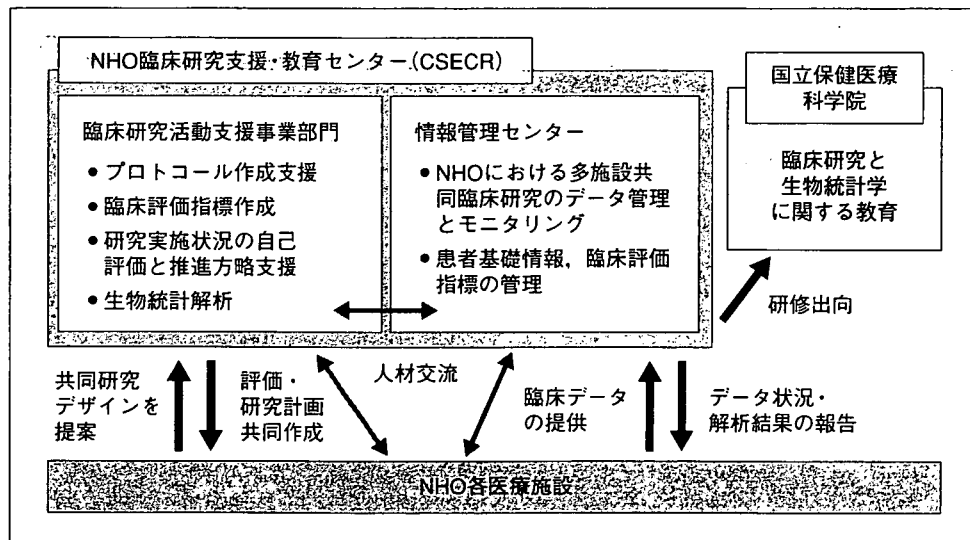 NHO臨床研究支援・教育センター(CSECR)
臨床研究活動支援事業部門
● プロトコール作成支援
● 臨床評価指標作成
● 研究実施状況の自己
評価と推進方略支援
● 生物統計解析
情報管理センター
● NHOにおける多施設共
同臨床研究のデータ管理
とモニタリング
● 患者基礎情報，臨床評価
指標の管理
国立保健医療
科学院
臨床研究と
生物統計学
に関する教育
研修出向
共同研究
デザインを
提案
評価・
研究計画
共同作成
人材交流
臨床データ
の提供
データ状況・
解析結果の報告
NHO各医療施設